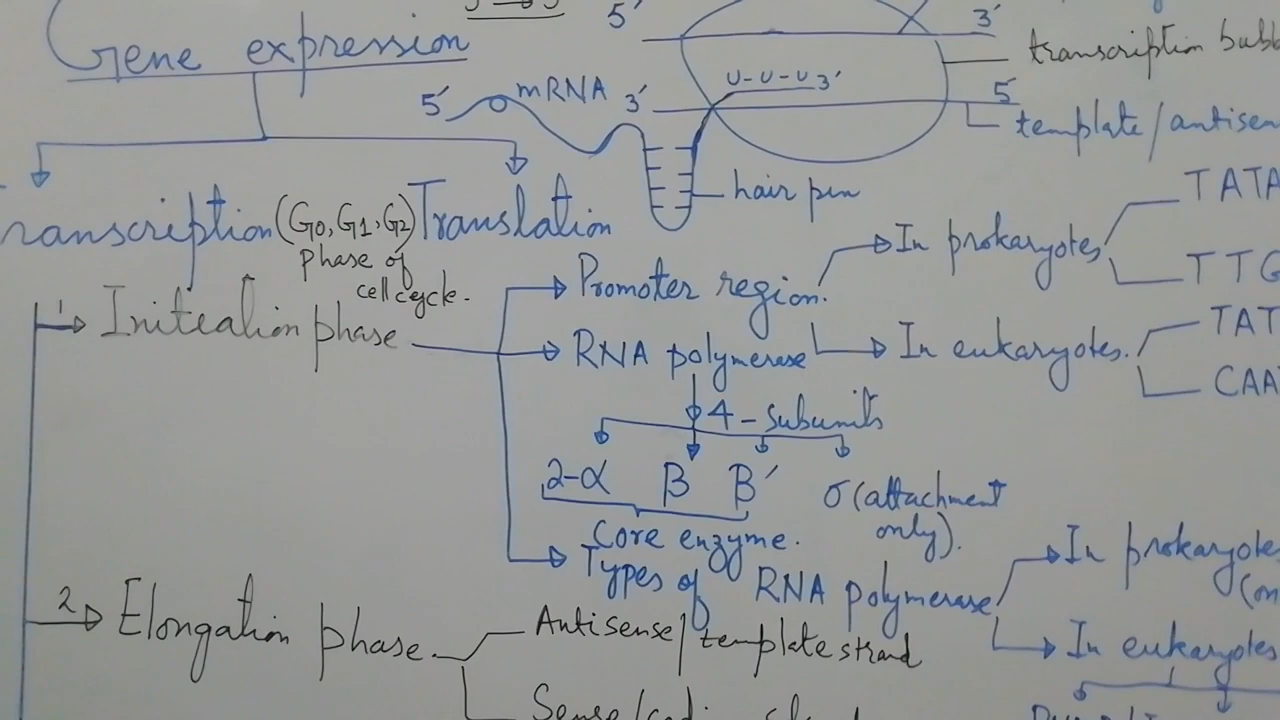 Gene expression
5′ 3′
transcription
U-U-U3′
5′ mRNA 3′ 5′
template/antisen
hair pin
Transcription (G0, G1, G2) Translation
phase of
cell cycle.
TATA
In prokaryotes
TTG
1 Initiation phase
Promoter region.
TAT
RNA polymerase
In eukaryotes.
CAA
4 - subunits
2-α β β′ σ (attachment
only).
Core enzyme.
Types of RNA polymerase
In prokaryotes
(on
In eukaryotes
2 Elongation phase
Antisense/template strand